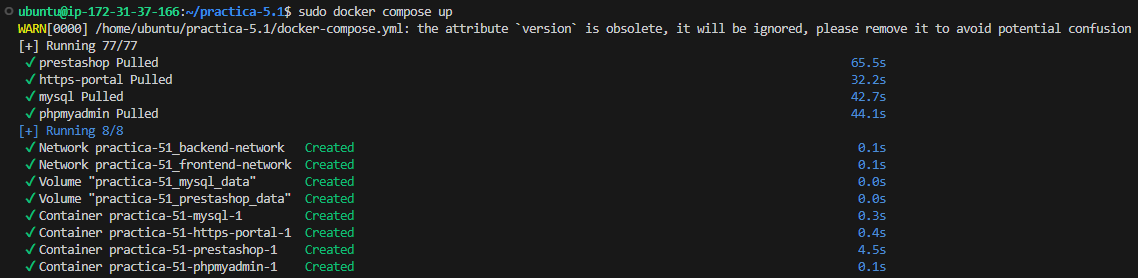 ubuntu@ip-172-31-37-166:~/practica-5.1$ sudo docker compose up
WARN[0000] /home/ubuntu/practica-5.1/docker-compose.yml: the attribute `version` is obsolete, it will be ignored, please remove it to avoid potential confusion
[+] Running 77/77
✓ prestashop Pulled 65.5s
✓ https-portal Pulled 32.2s
✓ mysql Pulled 42.7s
✓ phpmyadmin Pulled 44.1s
[+] Running 8/8
✓ Network practica-51_backend-network Created 0.1s
✓ Network practica-51_frontend-network Created 0.1s
✓ Volume "practica-51_mysql_data" Created 0.0s
✓ Volume "practica-51_prestashop_data" Created 0.0s
✓ Container practica-51-mysql-1 Created 0.3s
✓ Container practica-51-https-portal-1 Created 0.4s
✓ Container practica-51-prestashop-1 Created 4.5s
✓ Container practica-51-phpmyadmin-1 Created 0.1s